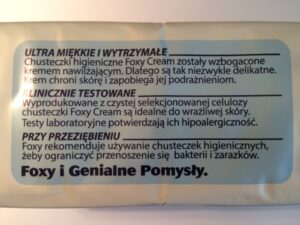 ULTRA MIĘKKIE I WYTRZYMAŁE
Chusteczki higieniczne Foxy Cream zostały wzbogacone
kremem nawilżającym. Dlatego są tak niezwykle delikatne.
Krem chroni skórę i zapobiega jej podrażnieniom.
KLINICZNIE TESTOWANE
Wyprodukowane z czystej selekcjonowanej celulozy
chusteczki Foxy Cream są idealne do wrażliwej skóry.
Testy laboratoryjne potwierdzają ich hipoalergiczność.
PRZY PRZEZIĘBIENIU
Foxy rekomenduje używanie chusteczek higienicznych,
żeby ograniczyć przenoszenie się bakterii i zarazków.
Foxy i Genialne Pomysły.